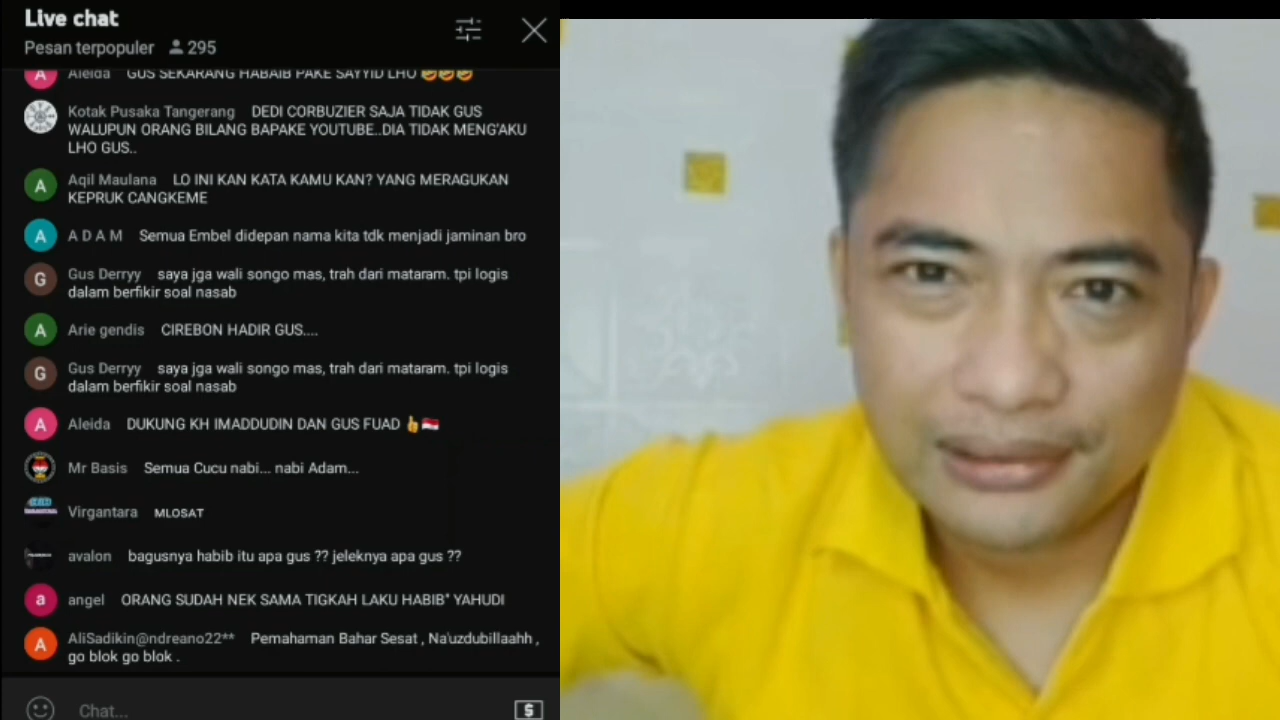 Live chat
Pesan terpopuler 295
Aleida GUS SEKARANG HABAIB PAKE SAYYID LHO 🤣🤣🤣
Kotak Pusaka Tangerang DEDI CORBUZIER SAJA TIDAK GUS
WALUPUN ORANG BILANG BAPAKE YOUTUBE..DIA TIDAK MENG'AKU
LHO GUS..
A
Aqil Maulana LO INI KAN KATA KAMU KAN? YANG MERAGUKAN
KEPRUK CANGKEME
A
A D A M Semua Embel didepan nama kita tdk menjadi jaminan bro
G
Gus Derryy saya jga wali songo mas, trah dari mataram. tpi logis
dalam berfikir soal nasab
A
Arie gendis CIREBON HADIR GUS....
G
Gus Derryy saya jga wali songo mas, trah dari mataram. tpi logis
dalam berfikir soal nasab
A
Aleida DUKUNG KH IMADDUDIN DAN GUS FUAD 👍🇮🇩
Mr Basis Semua Cucu nabi... nabi Adam...
Virgantara ᴍʟᴏsᴀᴛ
avalon bagusnya habib itu apa gus ?? jeleknya apa gus ??
a
angel ORANG SUDAH NEK SAMA TIGKAH LAKU HABIB" YAHUDI
A
AliSadikin@ndreano22** Pemahaman Bahar Sesat , Na'uzdubillaahh ,
go blok go blok .
Chat...
$